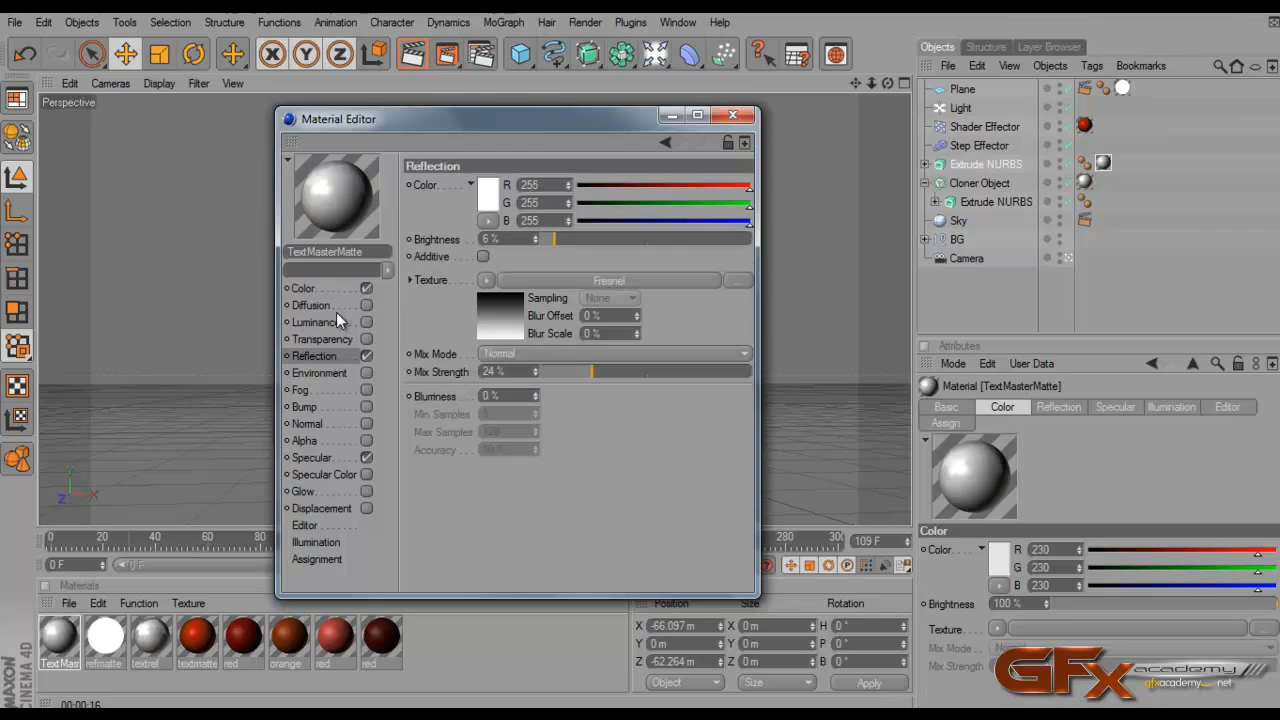 File Edit Objects Tools Selection Structure Functions Animation Character Dynamics MoGraph Hair Render Plugins Window Help
Edit Cameras Display Filter View
Perspective
Objects Structure Layer Browser
File Edit View Objects Tags Bookmarks
Plane
Light
Shader Effector
Step Effector
Extrude NURBS
Cloner Object
Extrude NURBS
Sky
BG
Camera
Material Editor
TextMasterMatte
Color
Diffusion
Luminance
Transparency
Reflection
Environment
Fog
Bump
Normal
Alpha
Specular
Specular Color
Glow
Displacement
Editor
Illumination
Assignment
Reflection
Color R 255
G 255
B 255
Brightness 6 %
Additive
Texture Fresnel ...
Sampling None
Blur Offset 0 %
Blur Scale 0 %
Mix Mode Normal
Mix Strength 24 %
Blurriness 0 %
Min Samples 5
Max Samples 128
Accuracy
Attributes
Mode Edit User Data
Material [TextMasterMatte]
Basic Color Reflection Specular Illumination Editor
Assign
Color
Color R 230
G 230
B 230
Brightness 100 %
Texture
Mix Mode
Mix Strength
0 20 40 60 80 280 300 109 F
0 F 0 F
Materials
File Edit Function Texture
TextMas refmatte textref textmatte red orange red red
Position Size Rotation
X -66.097 m X 0 m H 0 °
Y 0 m Y 0 m P 0 °
Z -62.264 m Z 0 m B 0 °
Object Size Apply
00:00:16
MAXON
CINEMA 4D
GFx academy
gfxacademy.net